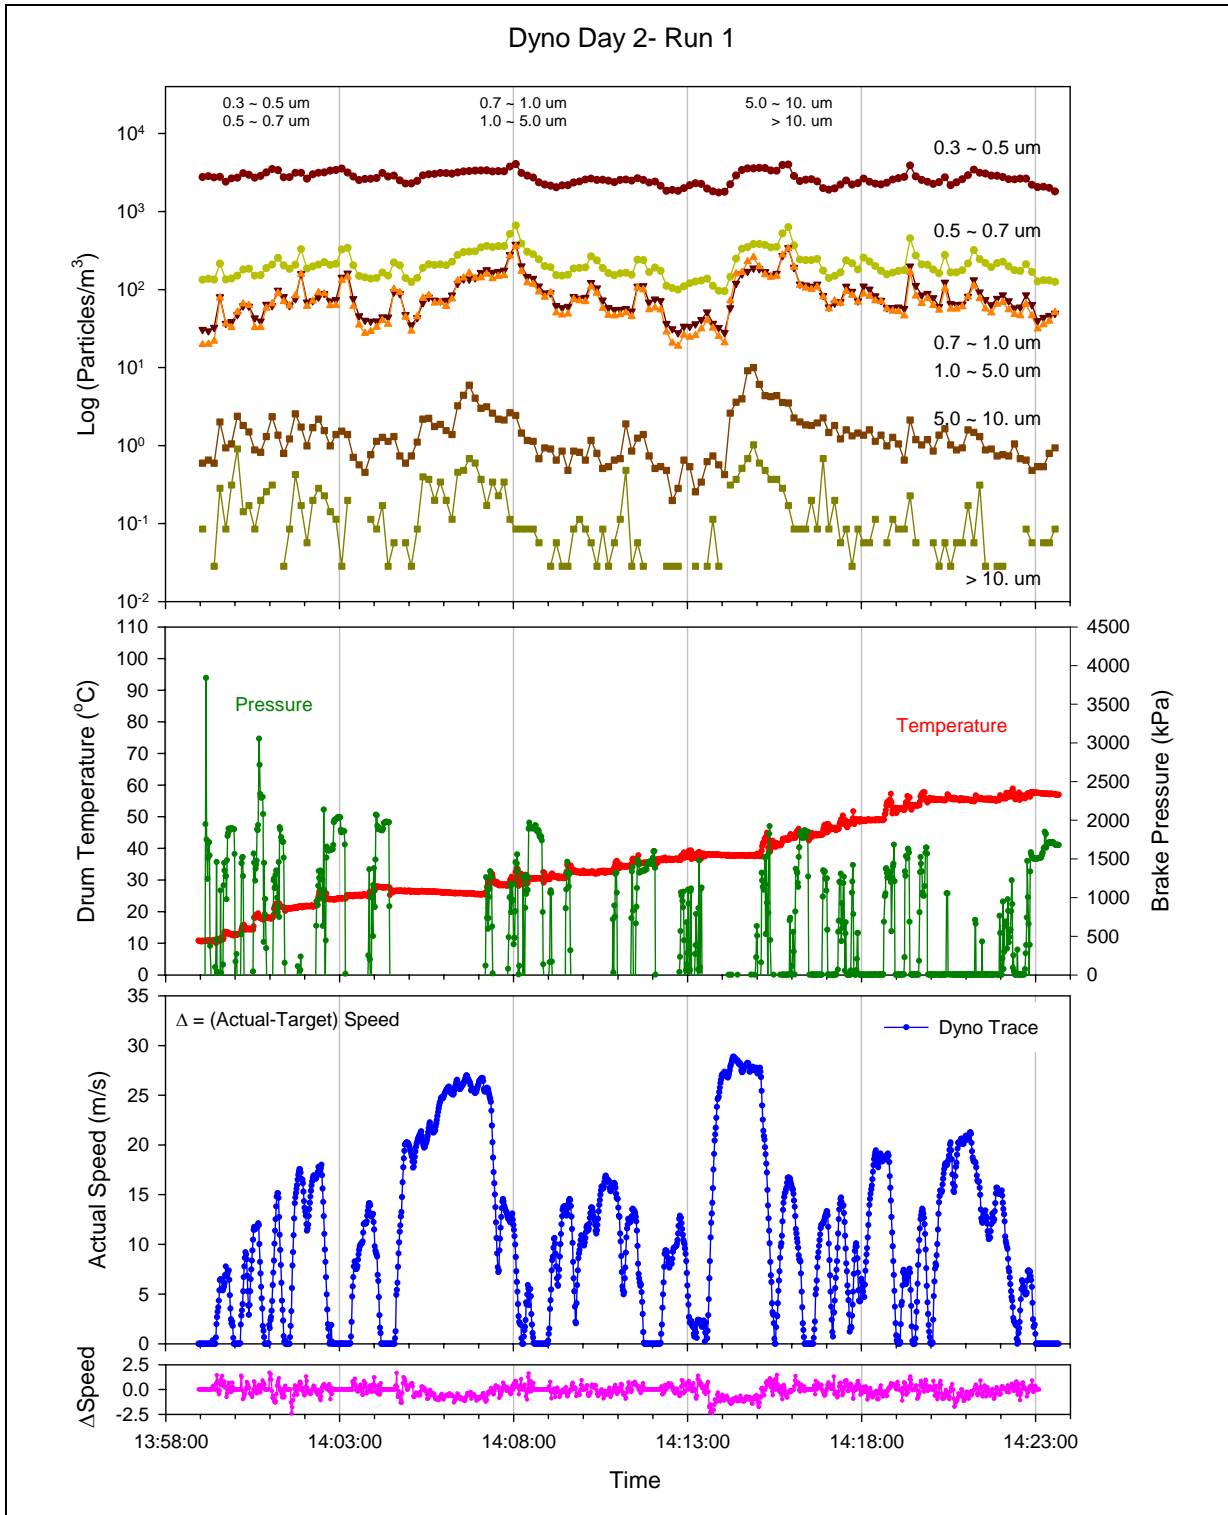 Dyno Day 2- Run 1
0.3 ~ 0.5 um 0.7 ~ 1.0 um 5.0 ~ 10. um
0.5 ~ 0.7 um 1.0 ~ 5.0 um > 10. um
Log (Particles/m³)
10⁴
10³
10²
10¹
10⁰
10⁻¹
10⁻²
0.3 ~ 0.5 um
0.5 ~ 0.7 um
0.7 ~ 1.0 um
1.0 ~ 5.0 um
5.0 ~ 10. um
> 10. um
Drum Temperature (°C)
110
100
90
80
70
60
50
40
30
20
10
0
Pressure
Temperature
4500
4000
3500
3000
2500
2000
1500
1000
500
0
Brake Pressure (kPa)
Actual Speed (m/s)
35
30
25
20
15
10
5
0
Δ = (Actual-Target) Speed
Dyno Trace
ΔSpeed
2.5
0.0
-2.5
13:58:00 14:03:00 14:08:00 14:13:00 14:18:00 14:23:00
Time